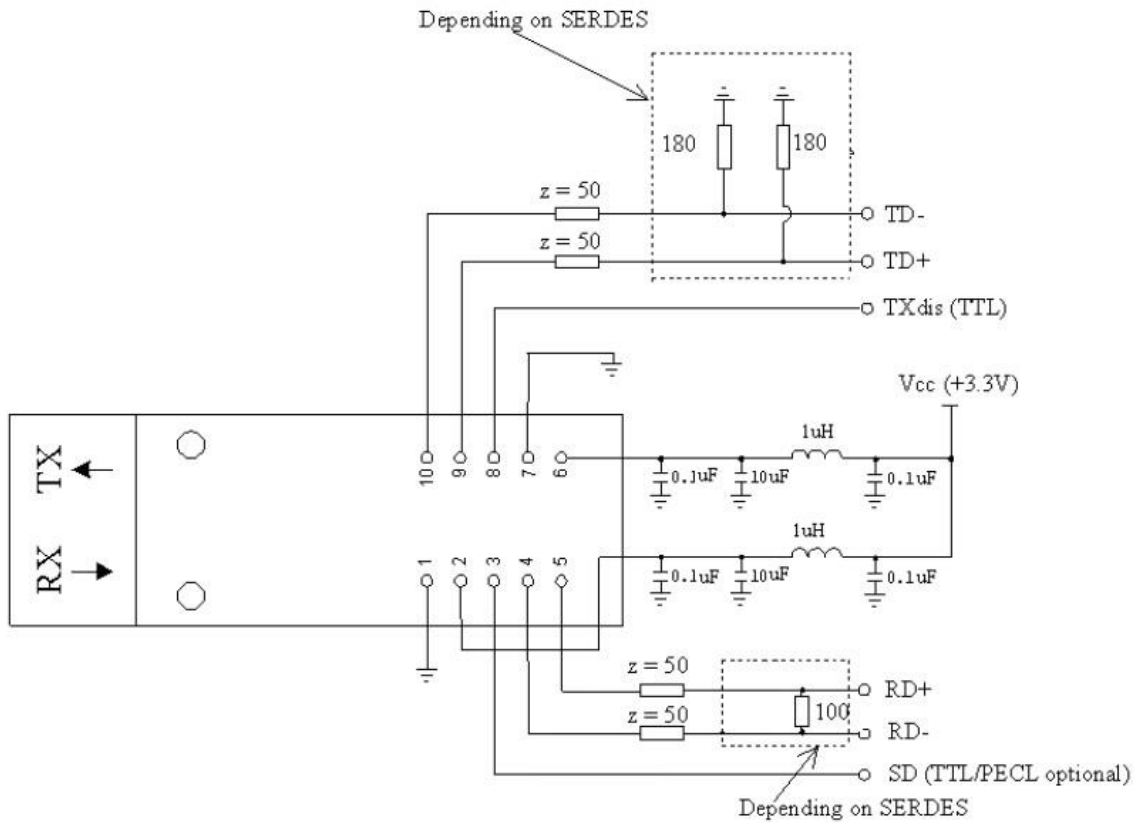 Depending on SERDES
180
180
z = 50
TD-
z = 50
TD+
TXdis (TTL)
Vcc (+3.3V)
1uH
TX
10
9
8
7
6
0.1uF
10uF
0.1uF
1uH
RX
1
2
3
4
5
0.1uF
10uF
0.1uF
z = 50
RD+
100
z = 50
RD-
SD (TTL/PECL optional)
Depending on SERDES